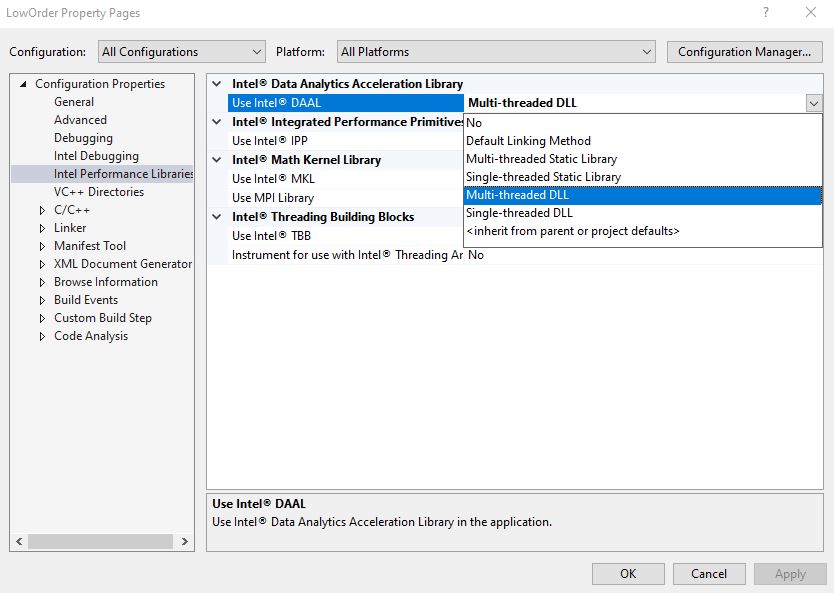 LowOrder Property Pages
? ×
Configuration: All Configurations Platform: All Platforms Configuration Manager...
Configuration Properties
General
Advanced
Debugging
Intel Debugging
Intel Performance Libraries
VC++ Directories
C/C++
Linker
Manifest Tool
XML Document Generator
Browse Information
Build Events
Custom Build Step
Code Analysis
Intel® Data Analytics Acceleration Library
Use Intel® DAAL Multi-threaded DLL
Intel® Integrated Performance Primitives
Use Intel® IPP
Intel® Math Kernel Library
Use Intel® MKL
Use MPI Library
Intel® Threading Building Blocks
Use Intel® TBB
Instrument for use with Intel® Threading Ar No
No
Default Linking Method
Multi-threaded Static Library
Single-threaded Static Library
Multi-threaded DLL
Single-threaded DLL
<inherit from parent or project defaults>
Use Intel® DAAL
Use Intel® Data Analytics Acceleration Library in the application.
OK Cancel Apply